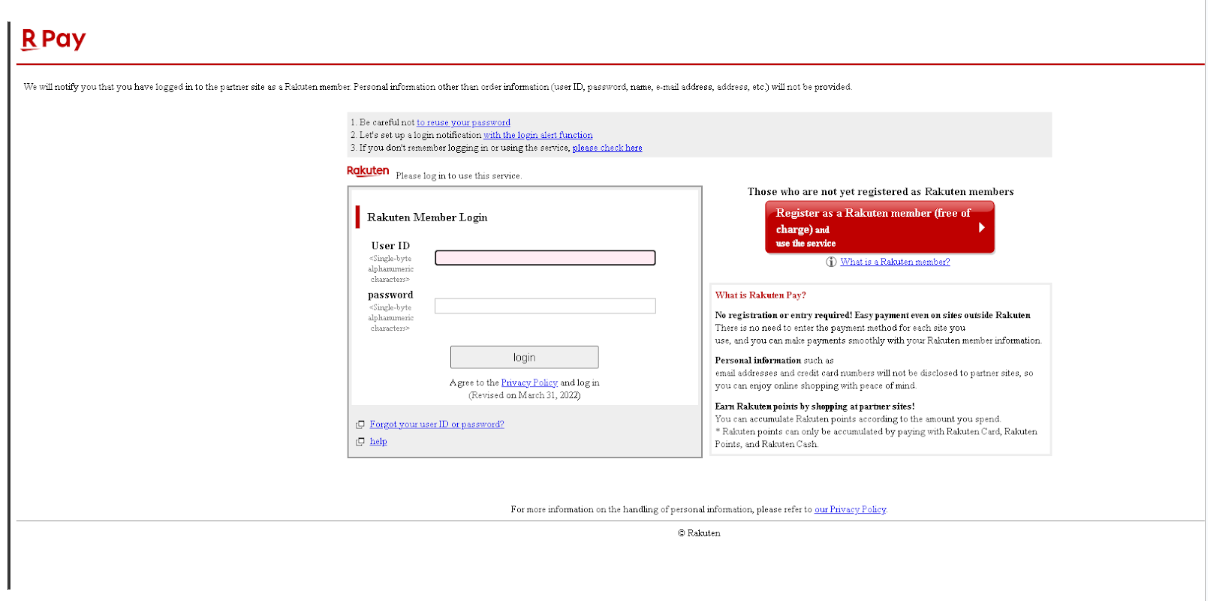 R Pay
We will notify you that you have logged in to the partner site as a Rakuten member. Personal information other than order information (user ID, password, name, e-mail address, address, etc.) will not be provided.
1. Be careful not to reuse your password
2. Let's set up a login notification with the login alert function
3. If you don't remember logging in or using the service, please check here
Rakuten Please log in to use this service.
Rakuten Member Login
User ID
<Single-byte
alphanumeric
characters>
password
<Single-byte
alphanumeric
characters>
login
Agree to the Privacy Policy and log in
(Revised on March 31, 2022)
Forgot your user ID or password?
help
Those who are not yet registered as Rakuten members
Register as a Rakuten member (free of
charge) and
use the service
What is a Rakuten member?
What is Rakuten Pay?
No registration or entry required! Easy payment even on sites outside Rakuten
There is no need to enter the payment method for each site you
use, and you can make payments smoothly with your Rakuten member information.
Personal information such as
email addresses and credit card numbers will not be disclosed to partner sites, so
you can enjoy online shopping with peace of mind.
Earn Rakuten points by shopping at partner sites!
You can accumulate Rakuten points according to the amount you spend.
* Rakuten points can only be accumulated by paying with Rakuten Card, Rakuten
Points, and Rakuten Cash.
For more information on the handling of personal information, please refer to our Privacy Policy.
© Rakuten